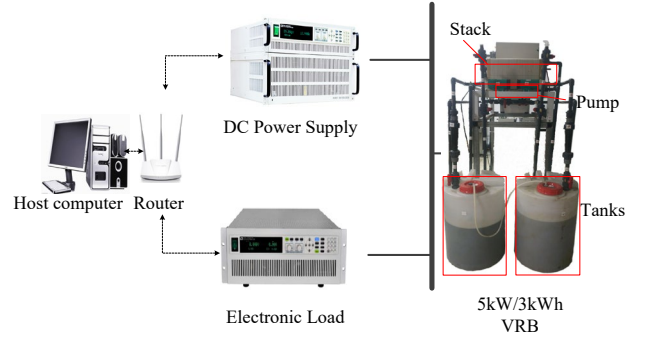 Stack
Pump
DC Power Supply
Host computer
Router
Tanks
Electronic Load
5kW/3kWh
VRB